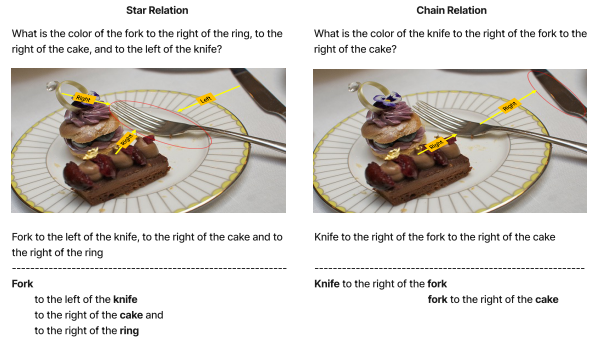 Star Relation
What is the color of the fork to the right of the ring, to the
right of the cake, and to the left of the knife?
Right
Left
Right
Fork to the left of the knife, to the right of the cake and to
the right of the ring
Fork
to the left of the knife
to the right of the cake and
to the right of the ring
Chain Relation
What is the color of the knife to the right of the fork to the
right of the cake?
Right
Right
Knife to the right of the fork to the right of the cake
Knife to the right of the fork
fork to the right of the cake